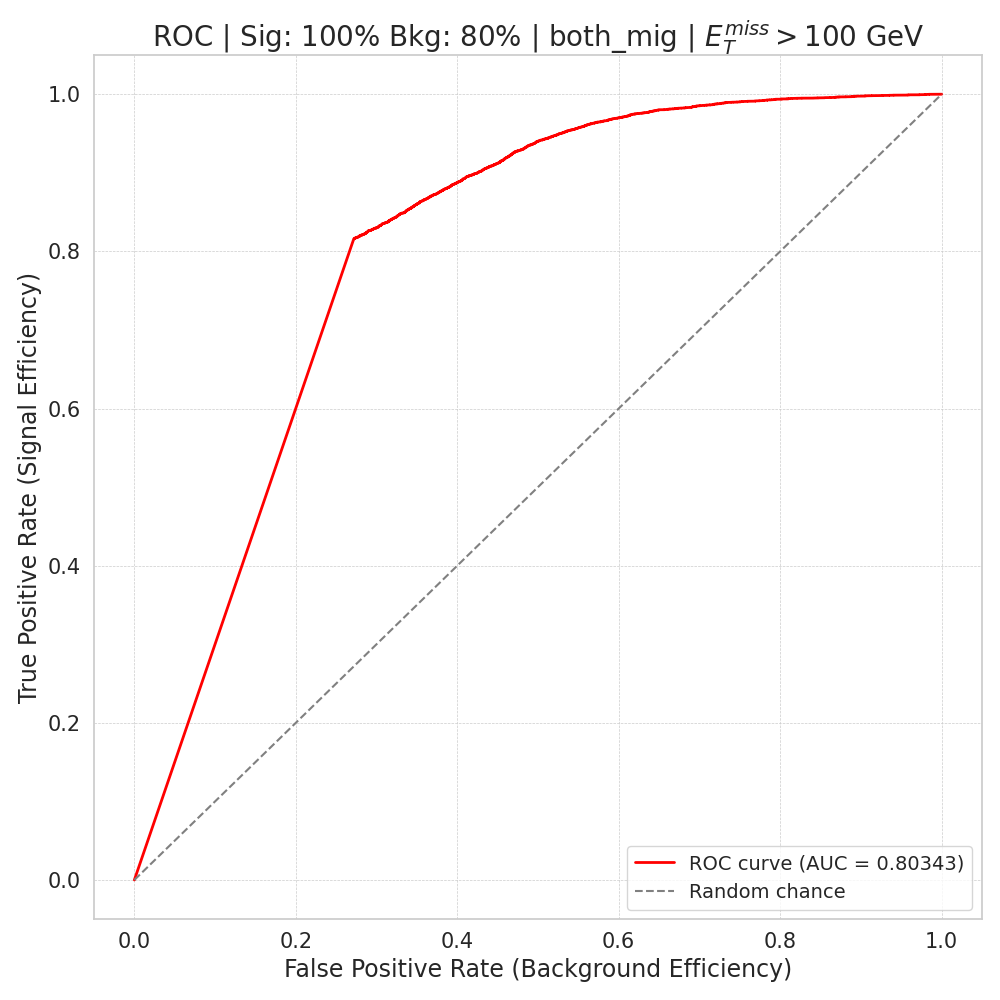 ROC | Sig: 100% Bkg: 80% | both_mig | $E_T^{miss} > 100$ GeV
True Positive Rate (Signal Efficiency)
1.0
0.8
0.6
0.4
0.2
0.0
ROC curve (AUC = 0.80343)
Random chance
0.0 0.2 0.4 0.6 0.8 1.0
False Positive Rate (Background Efficiency)